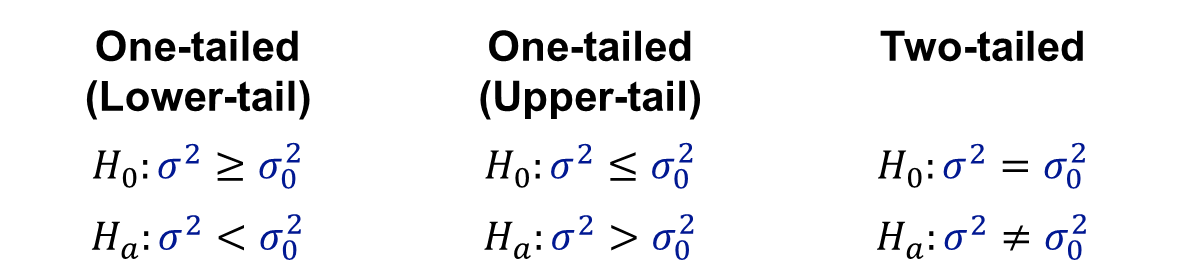 One-tailed
(Lower-tail)
H₀: σ² ≥ σ₀²
Hₐ: σ² < σ₀²
One-tailed
(Upper-tail)
H₀: σ² ≤ σ₀²
Hₐ: σ² > σ₀²
Two-tailed
H₀: σ² = σ₀²
Hₐ: σ² ≠ σ₀²